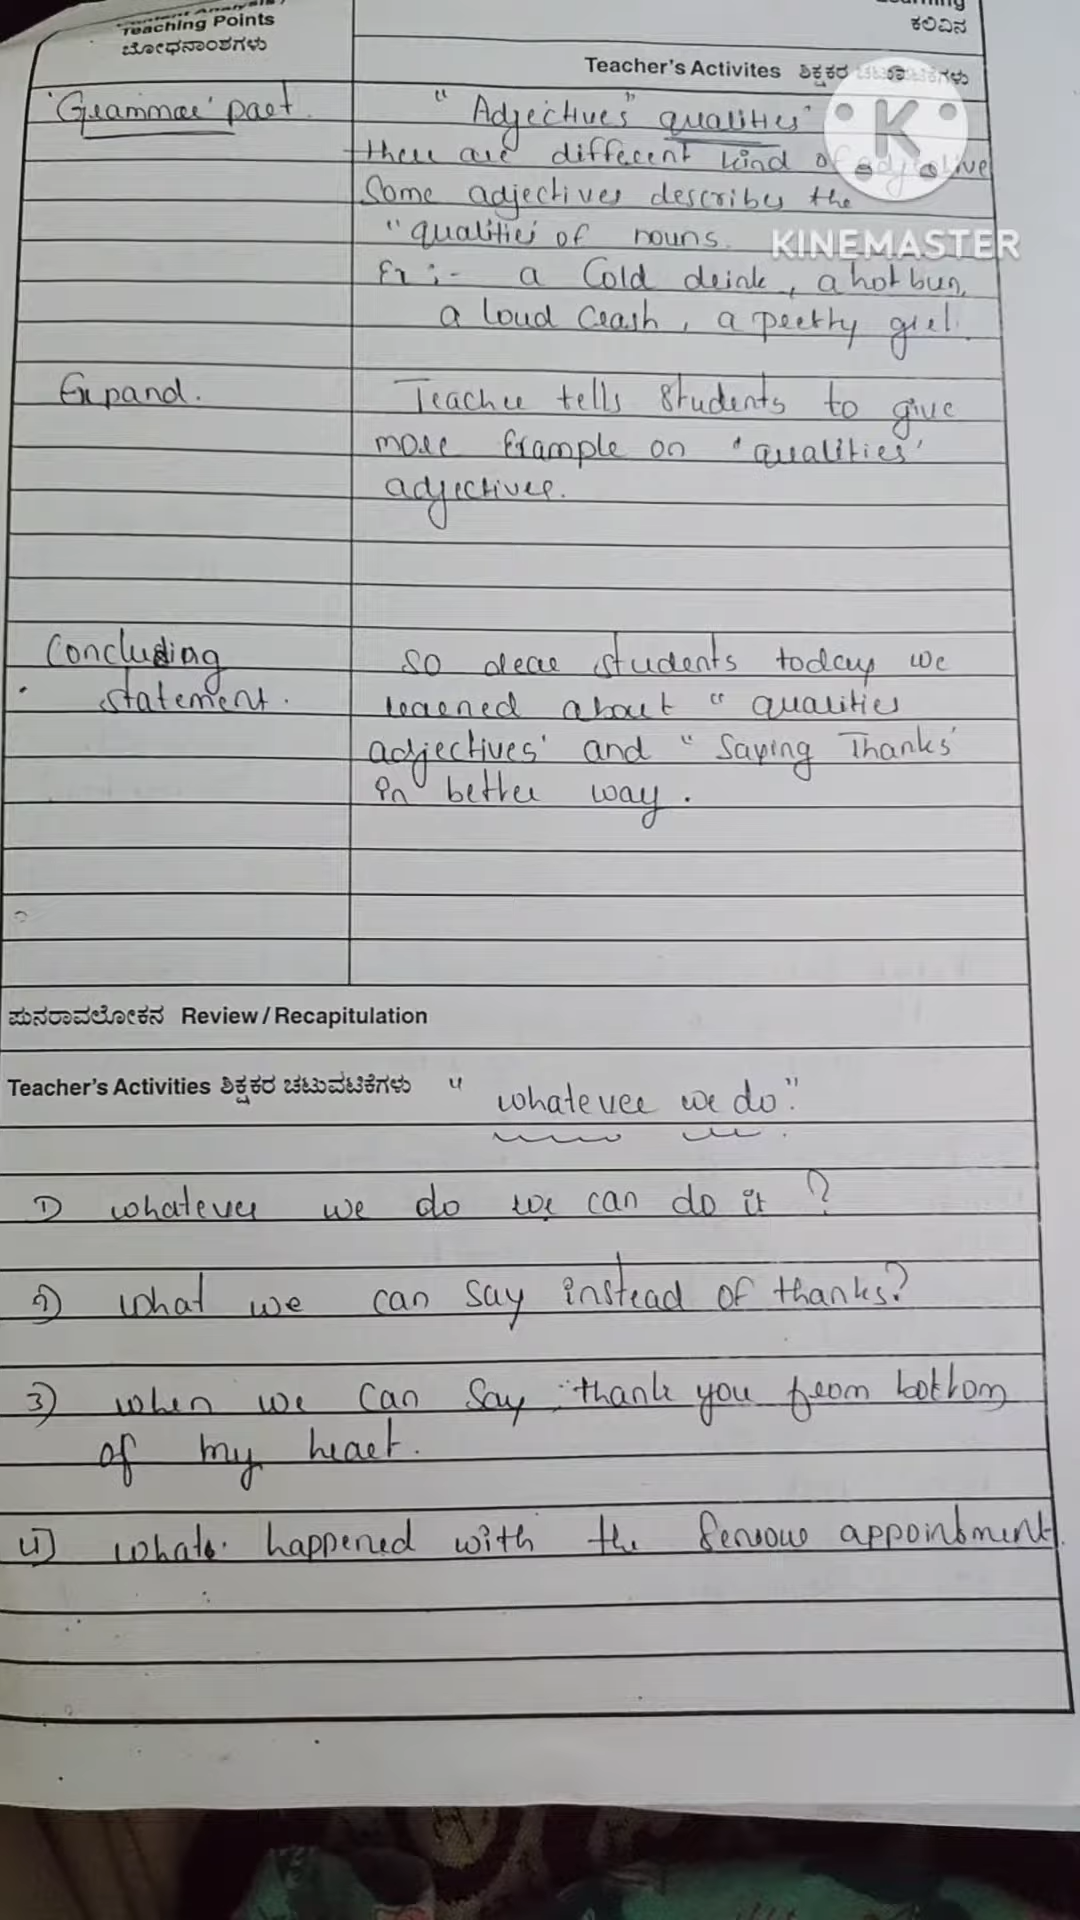 Teaching Points
ಬೋಧನಾಂಶಗಳು
ಕಲಿವಿನ
Teacher's Activites ಶಿಕ್ಷಕರ ಚಟುವಟಿಕೆಗಳು
'Grammar' part.
"Adjectives" qualities"
there are different kind of adjective
Some adjectives describes the
"qualities of nouns.
KINEMASTER
Ex :- a Cold drink, a hot bun,
a loud crash, a pretty girl.
Expand.
Teacher tells students to give
more Example on 'qualities'
adjectives.
Concluding
statement.
so dear students today we
learned about " qualities
adjectives' and " Saying Thanks'
in better way.
ಪುನರಾವಲೋಕನ Review / Recapitulation
Teacher's Activities ಶಿಕ್ಷಕರ ಚಟುವಟಿಕೆಗಳು "whatever we do."
1) whatever we do we can do it ?
2) what we can say instead of thanks?
3) when we can say thank you from bottom
of my heart.
4) whats happened with the appointment.